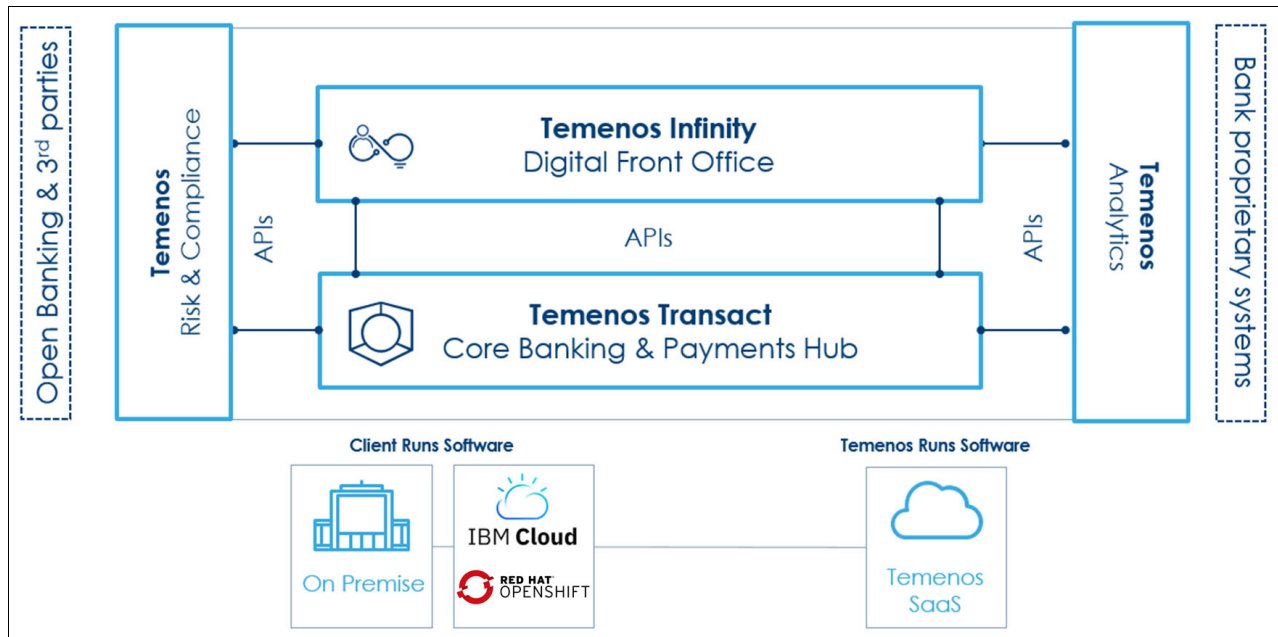 Open Banking & 3rd parties
Temenos
Risk & Compliance
APIs
Temenos Infinity
Digital Front Office
APIs
Temenos Transact
Core Banking & Payments Hub
APIs
Temenos
Analytics
Bank proprietary systems
Client Runs Software
On Premise
IBM Cloud
RED HAT
OPENSHIFT
Temenos Runs Software
Temenos
SaaS